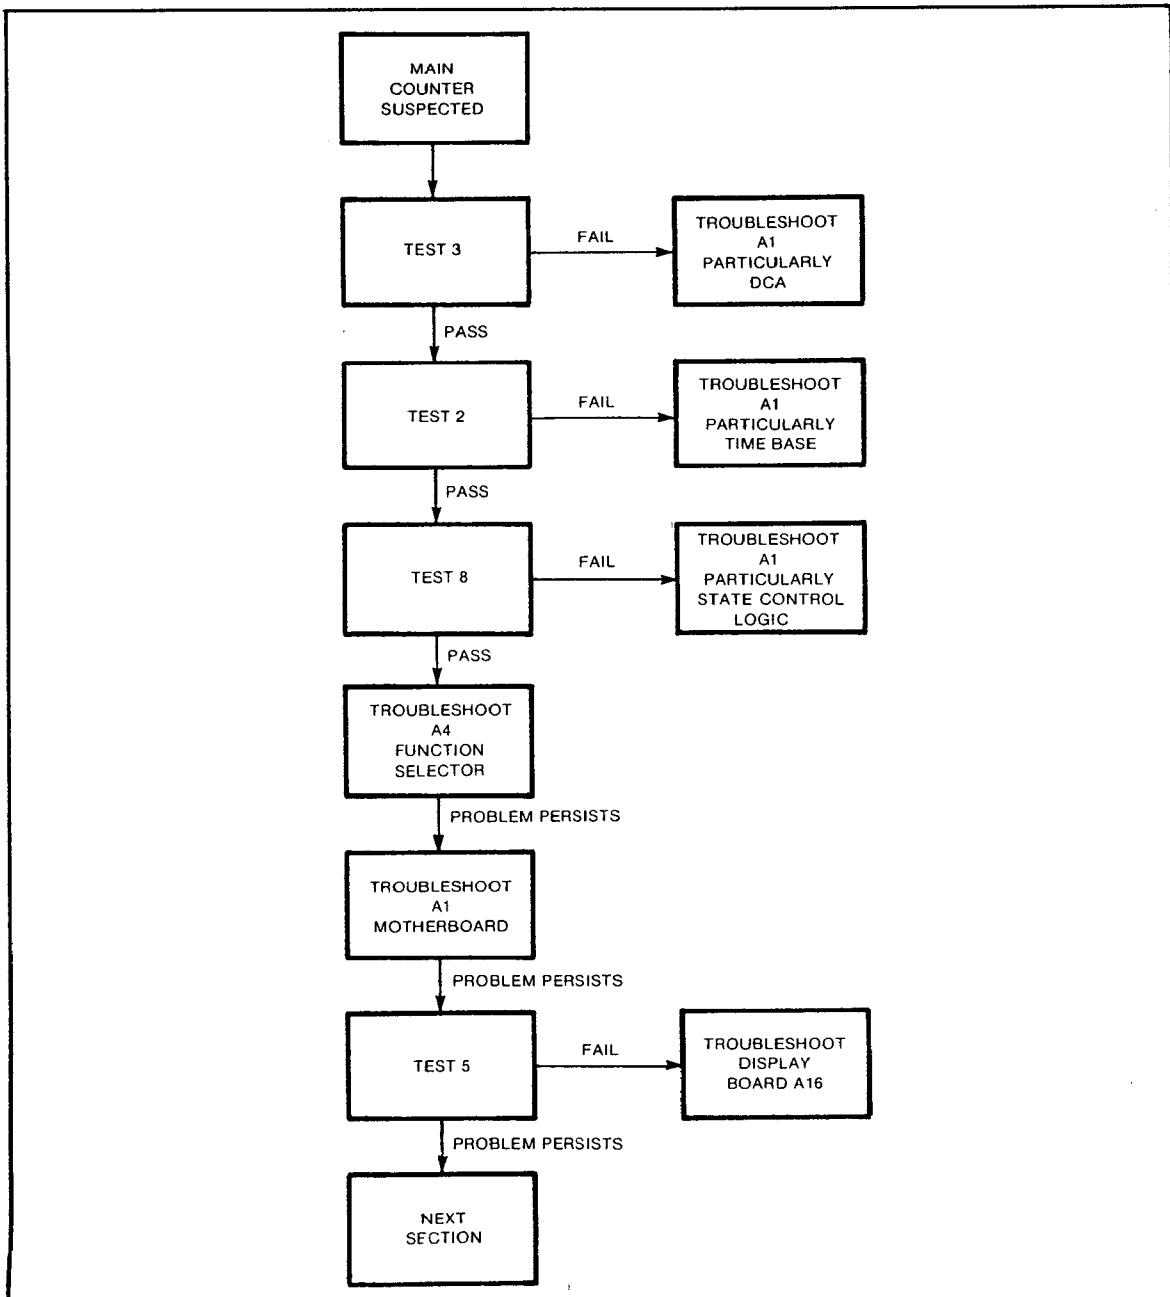 MAIN
COUNTER
SUSPECTED
TEST 3
FAIL
TROUBLESHOOT
A1
PARTICULARLY
DCA
PASS
TEST 2
FAIL
TROUBLESHOOT
A1
PARTICULARLY
TIME BASE
PASS
TEST 8
FAIL
TROUBLESHOOT
A1
PARTICULARLY
STATE CONTROL
LOGIC
PASS
TROUBLESHOOT
A4
FUNCTION
SELECTOR
PROBLEM PERSISTS
TROUBLESHOOT
A1
MOTHERBOARD
PROBLEM PERSISTS
TEST 5
FAIL
TROUBLESHOOT
DISPLAY
BOARD A16
PROBLEM PERSISTS
NEXT
SECTION